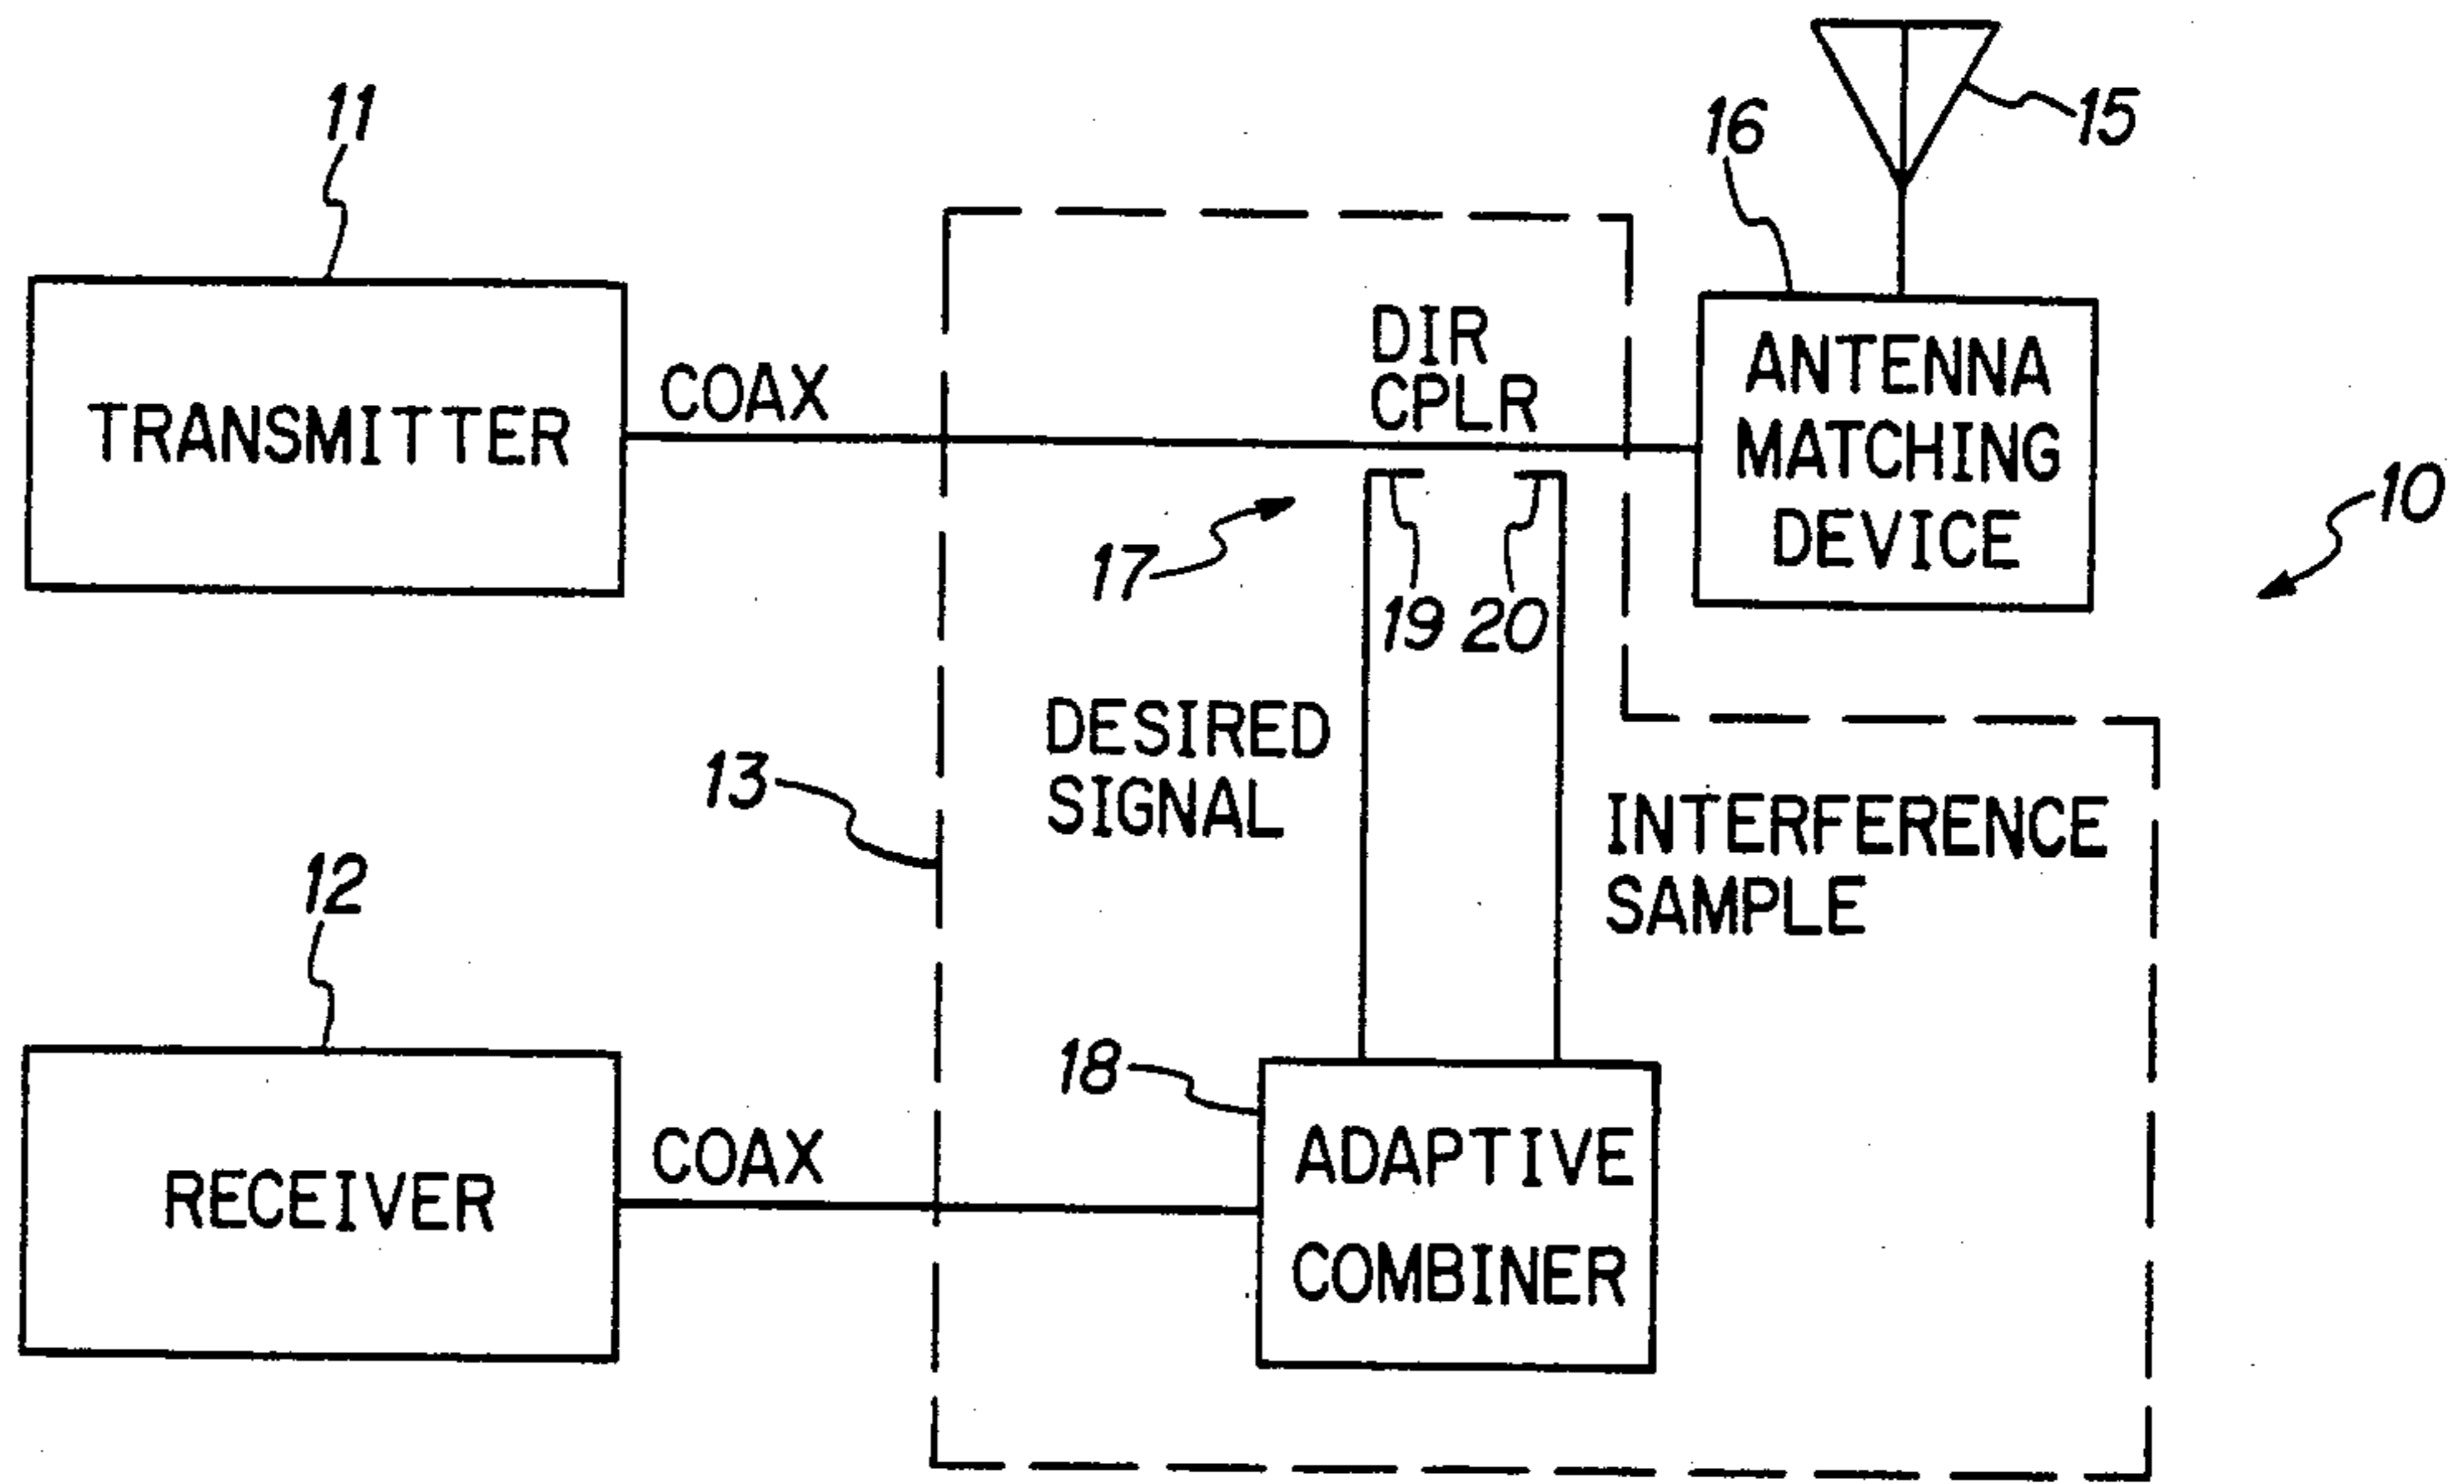 11
15
16
TRANSMITTER
COAX
DIR
CPLR
ANTENNA
MATCHING
DEVICE
10
17
19
20
DESIRED
SIGNAL
13
INTERFERENCE
SAMPLE
12
18
RECEIVER
COAX
ADAPTIVE
COMBINER